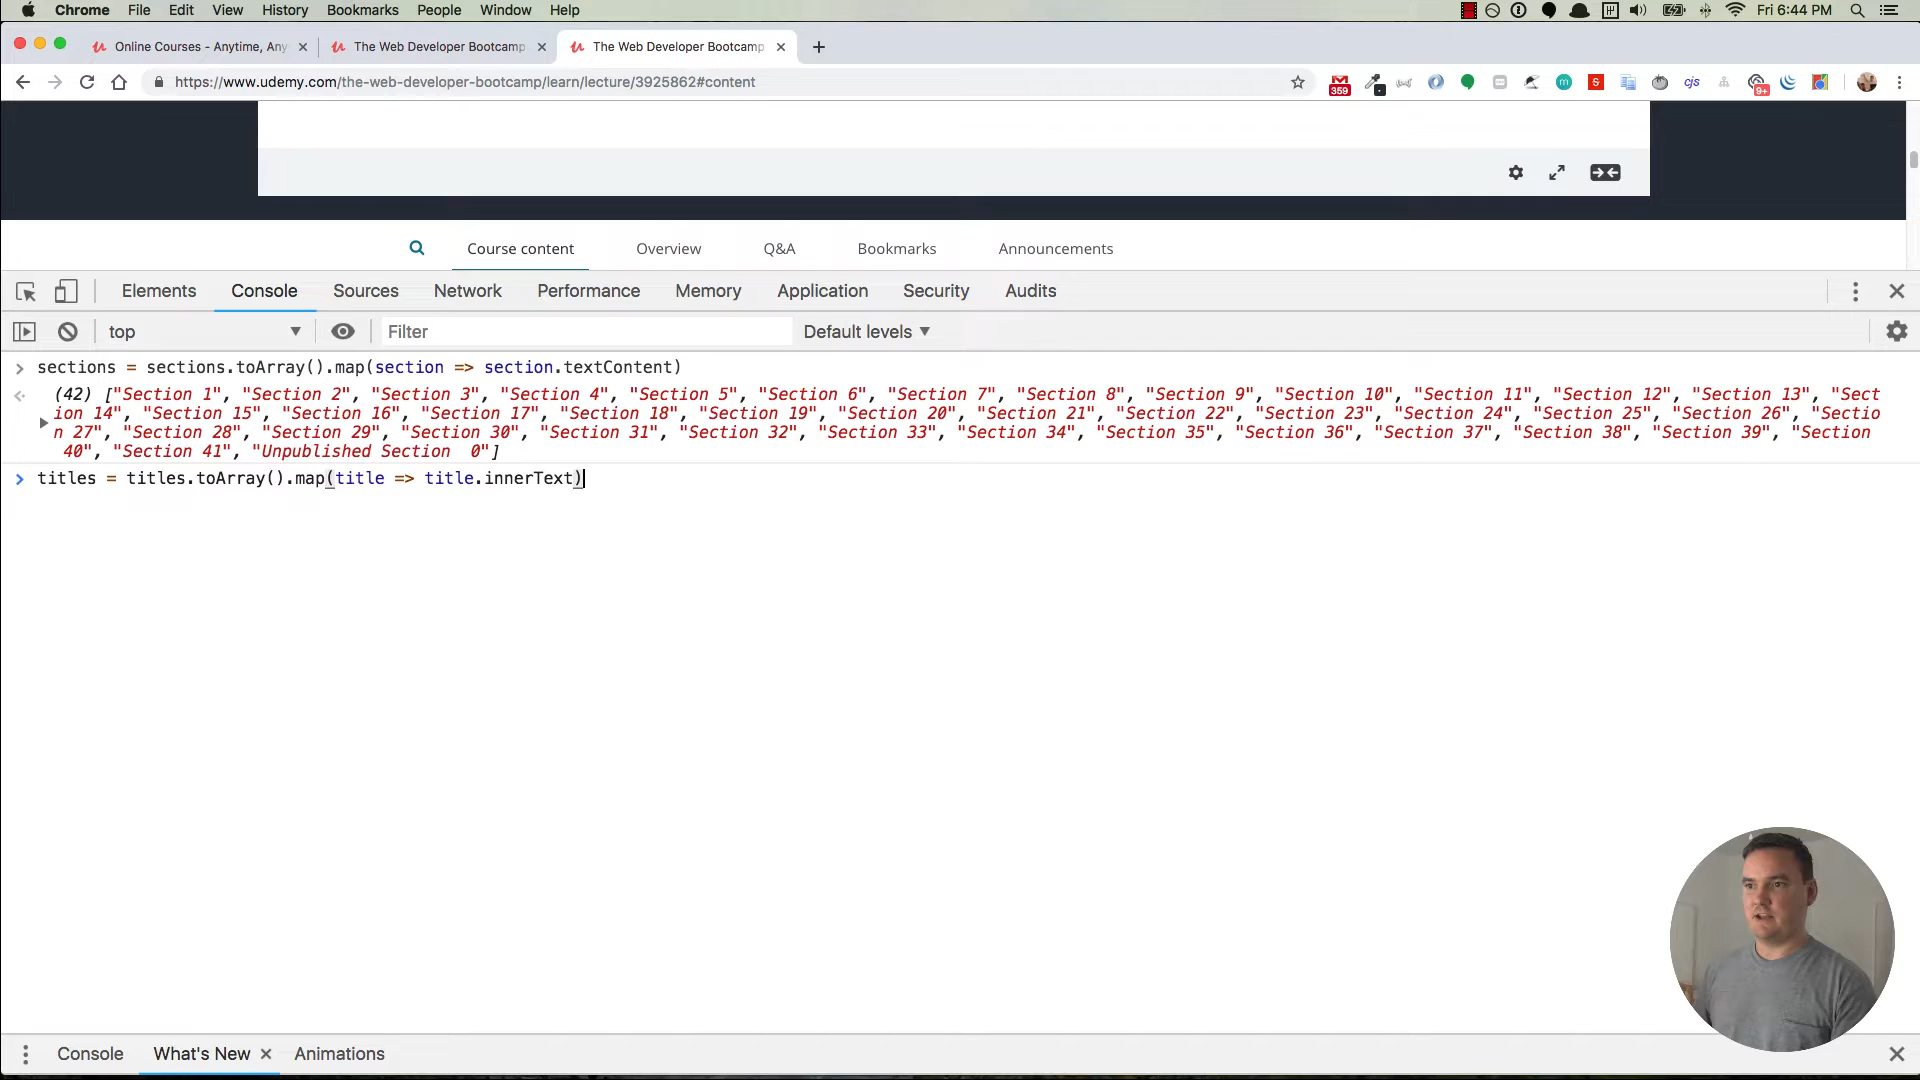 Chrome File Edit View History Bookmarks People Window Help Fri 6:44 PM
Online Courses - Anytime, Any The Web Developer Bootcamp The Web Developer Bootcamp
https://www.udemy.com/the-web-developer-bootcamp/learn/lecture/3925862#content 359 m S cjs 9+
Course content Overview Q&A Bookmarks Announcements
Elements Console Sources Network Performance Memory Application Security Audits
top Filter Default levels
sections = sections.toArray().map(section => section.textContent)
(42) ["Section 1", "Section 2", "Section 3", "Section 4", "Section 5", "Section 6", "Section 7", "Section 8", "Section 9", "Section 10", "Section 11", "Section 12", "Section 13", "Sect
ion 14", "Section 15", "Section 16", "Section 17", "Section 18", "Section 19", "Section 20", "Section 21", "Section 22", "Section 23", "Section 24", "Section 25", "Section 26", "Sectio
n 27", "Section 28", "Section 29", "Section 30", "Section 31", "Section 32", "Section 33", "Section 34", "Section 35", "Section 36", "Section 37", "Section 38", "Section 39", "Section
40", "Section 41", "Unpublished Section  0"]
titles = titles.toArray().map(title => title.innerText)
Console What's New Animations